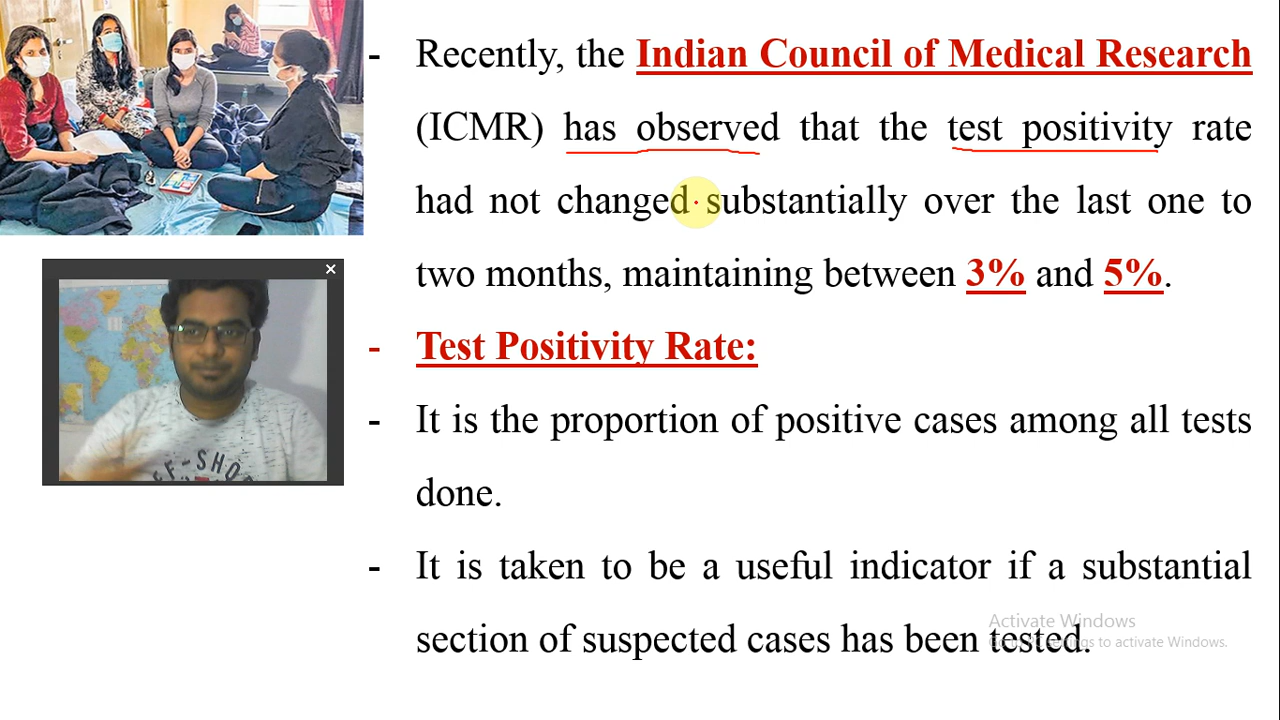 - Recently, the Indian Council of Medical Research
(ICMR) has observed that the test positivity rate
had not changed substantially over the last one to
two months, maintaining between 3% and 5%.
- Test Positivity Rate:
- It is the proportion of positive cases among all tests
done.
- It is taken to be a useful indicator if a substantial
section of suspected cases has been tested.
Activate Windows
to activate Windows.